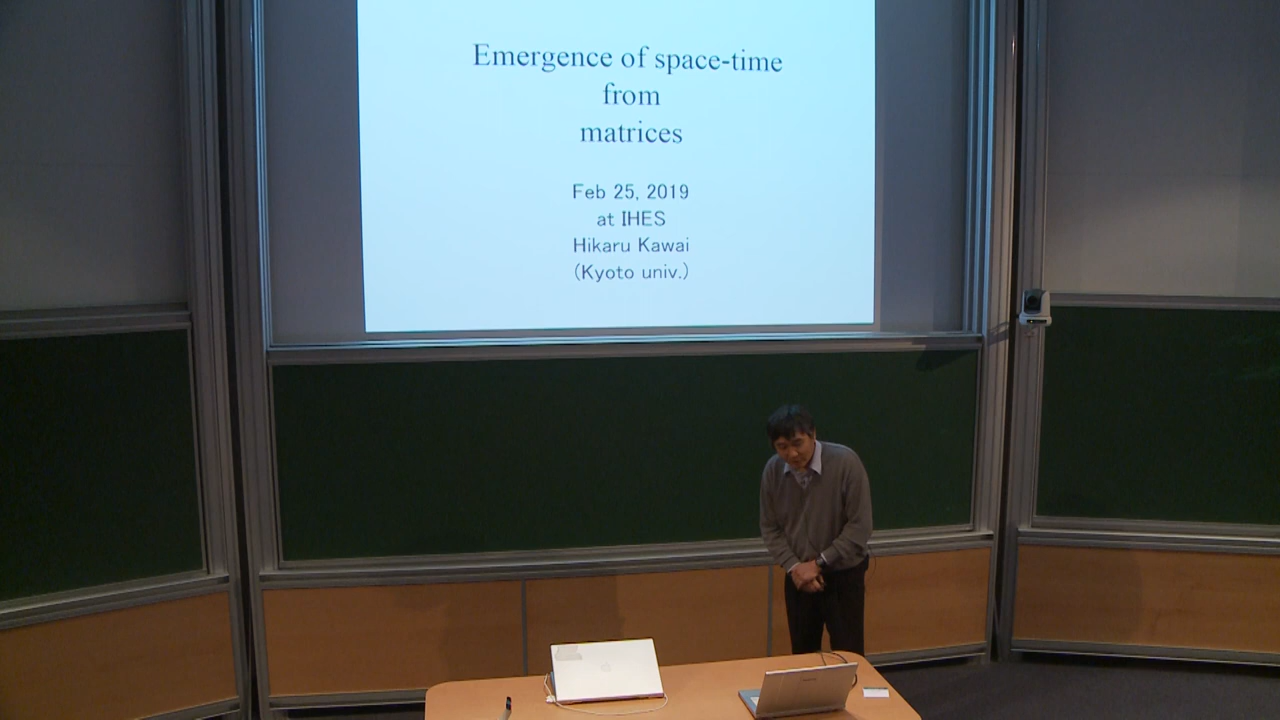 Emergence of space-time
from
matrices
Feb 25, 2019
at IHES
Hikaru Kawai
(Kyoto univ.)